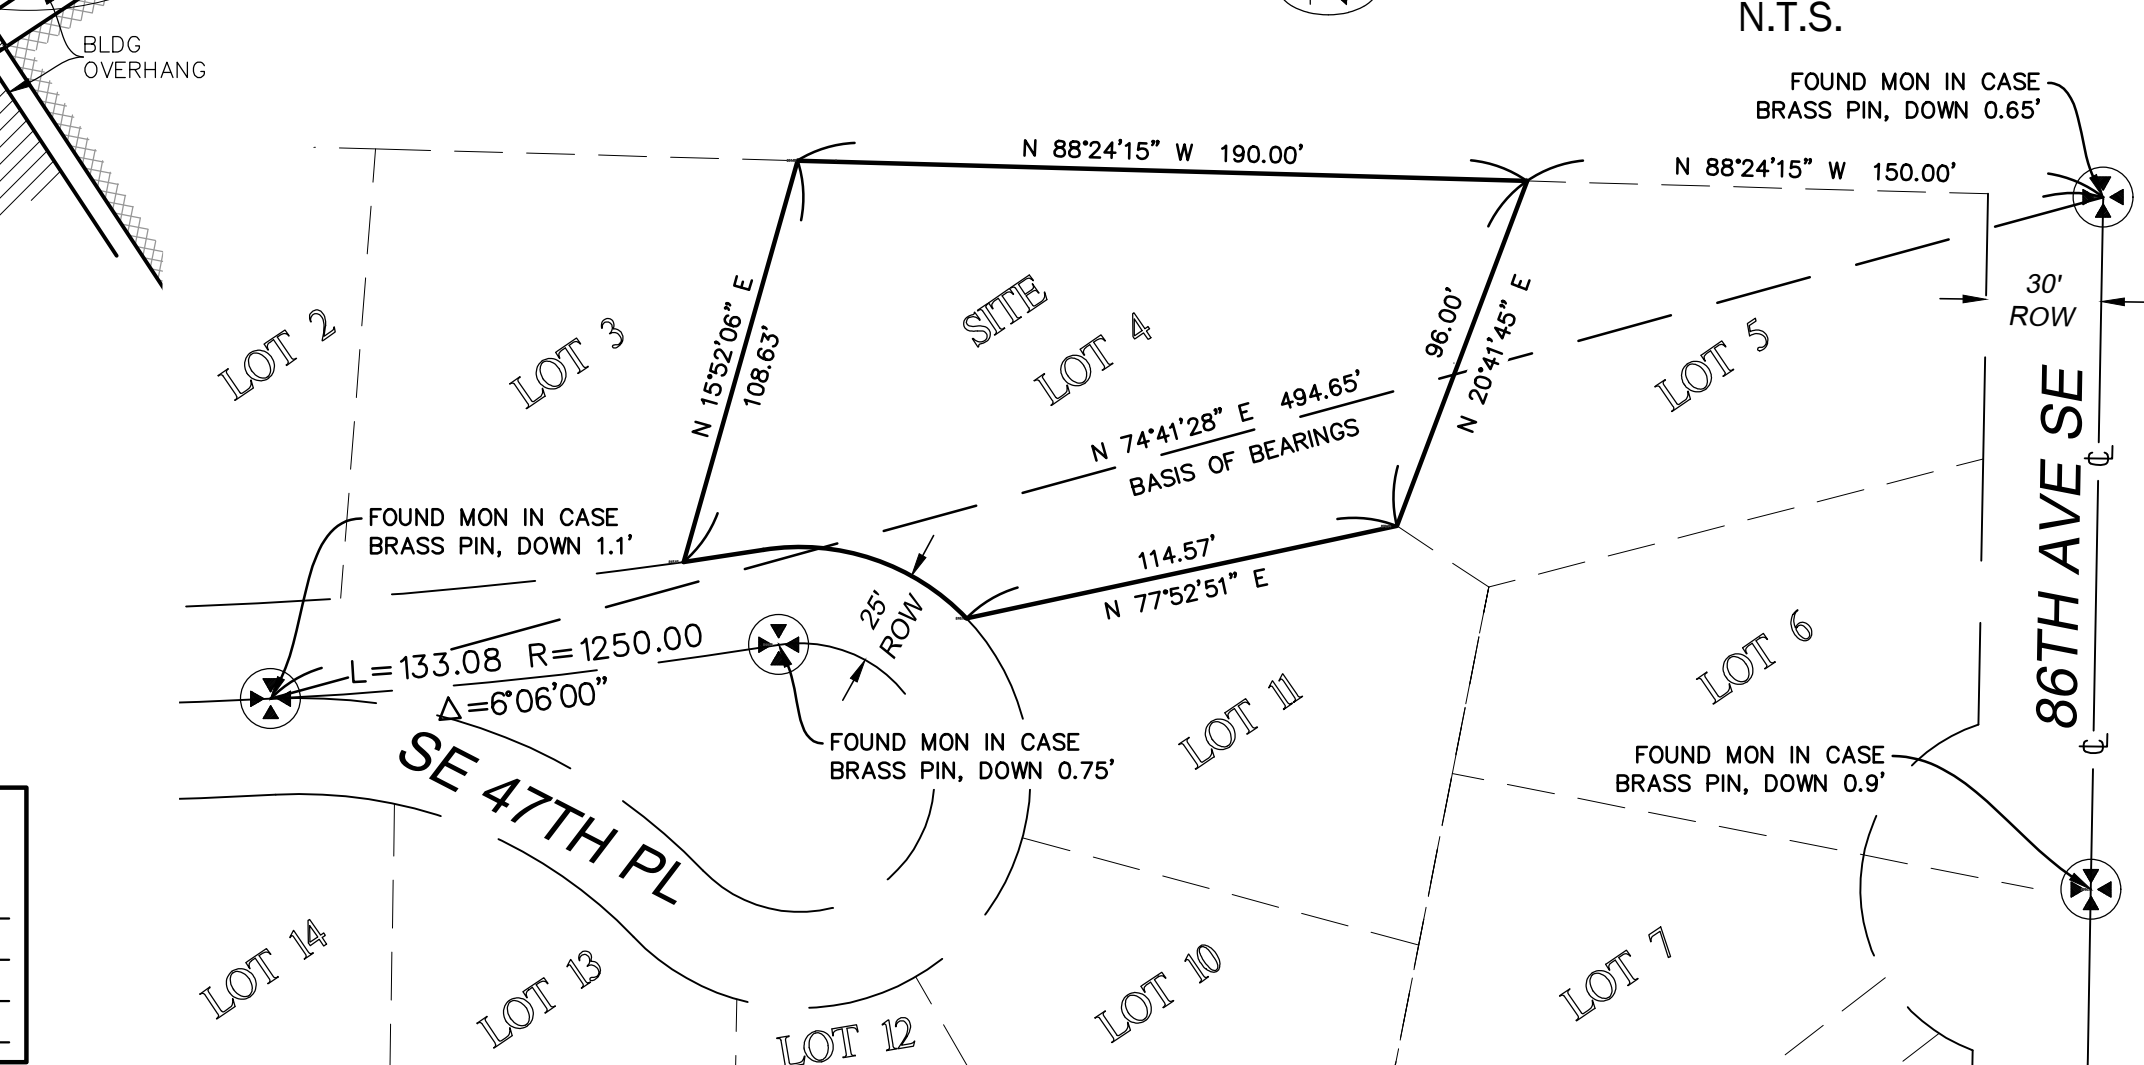 N.T.S.
BLDG
OVERHANG
FOUND MON IN CASE
BRASS PIN, DOWN 0.65'
N 88°24'15" W 190.00'
N 88°24'15" W 150.00'
30'
ROW
SITE
LOT 4
LOT 2
LOT 3
N 15°52'06" E
108.63'
96.00'
N 20°41'45" E
LOT 5
N 74°41'28" E 494.65'
BASIS OF BEARINGS
86TH AVE SE
CL
FOUND MON IN CASE
BRASS PIN, DOWN 1.1'
114.57'
N 77°52'51" E
25'
ROW
L=133.08 R=1250.00
Δ=6°06'00"
LOT 6
LOT 11
SE 47TH PL
FOUND MON IN CASE
BRASS PIN, DOWN 0.75'
CL
FOUND MON IN CASE
BRASS PIN, DOWN 0.9'
LOT 14
LOT 13
LOT 12
LOT 10
LOT 7